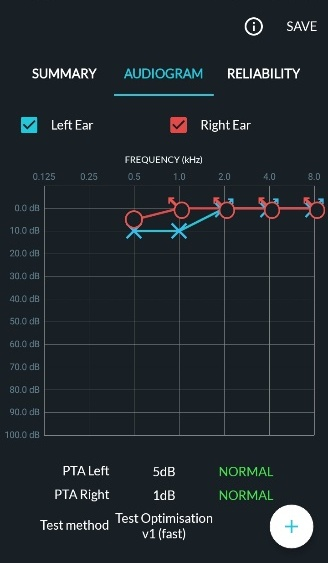 SAVE
SUMMARY AUDIOGRAM RELIABILITY
Left Ear Right Ear
FREQUENCY (kHz)
0.125 0.25 0.5 1.0 2.0 4.0 8.0
0.0 dB
10.0 dB
20.0 dB
30.0 dB
40.0 dB
50.0 dB
60.0 dB
70.0 dB
80.0 dB
90.0 dB
100.0 dB
PTA Left 5dB NORMAL
PTA Right 1dB NORMAL
Test method Test Optimisation
v1 (fast)